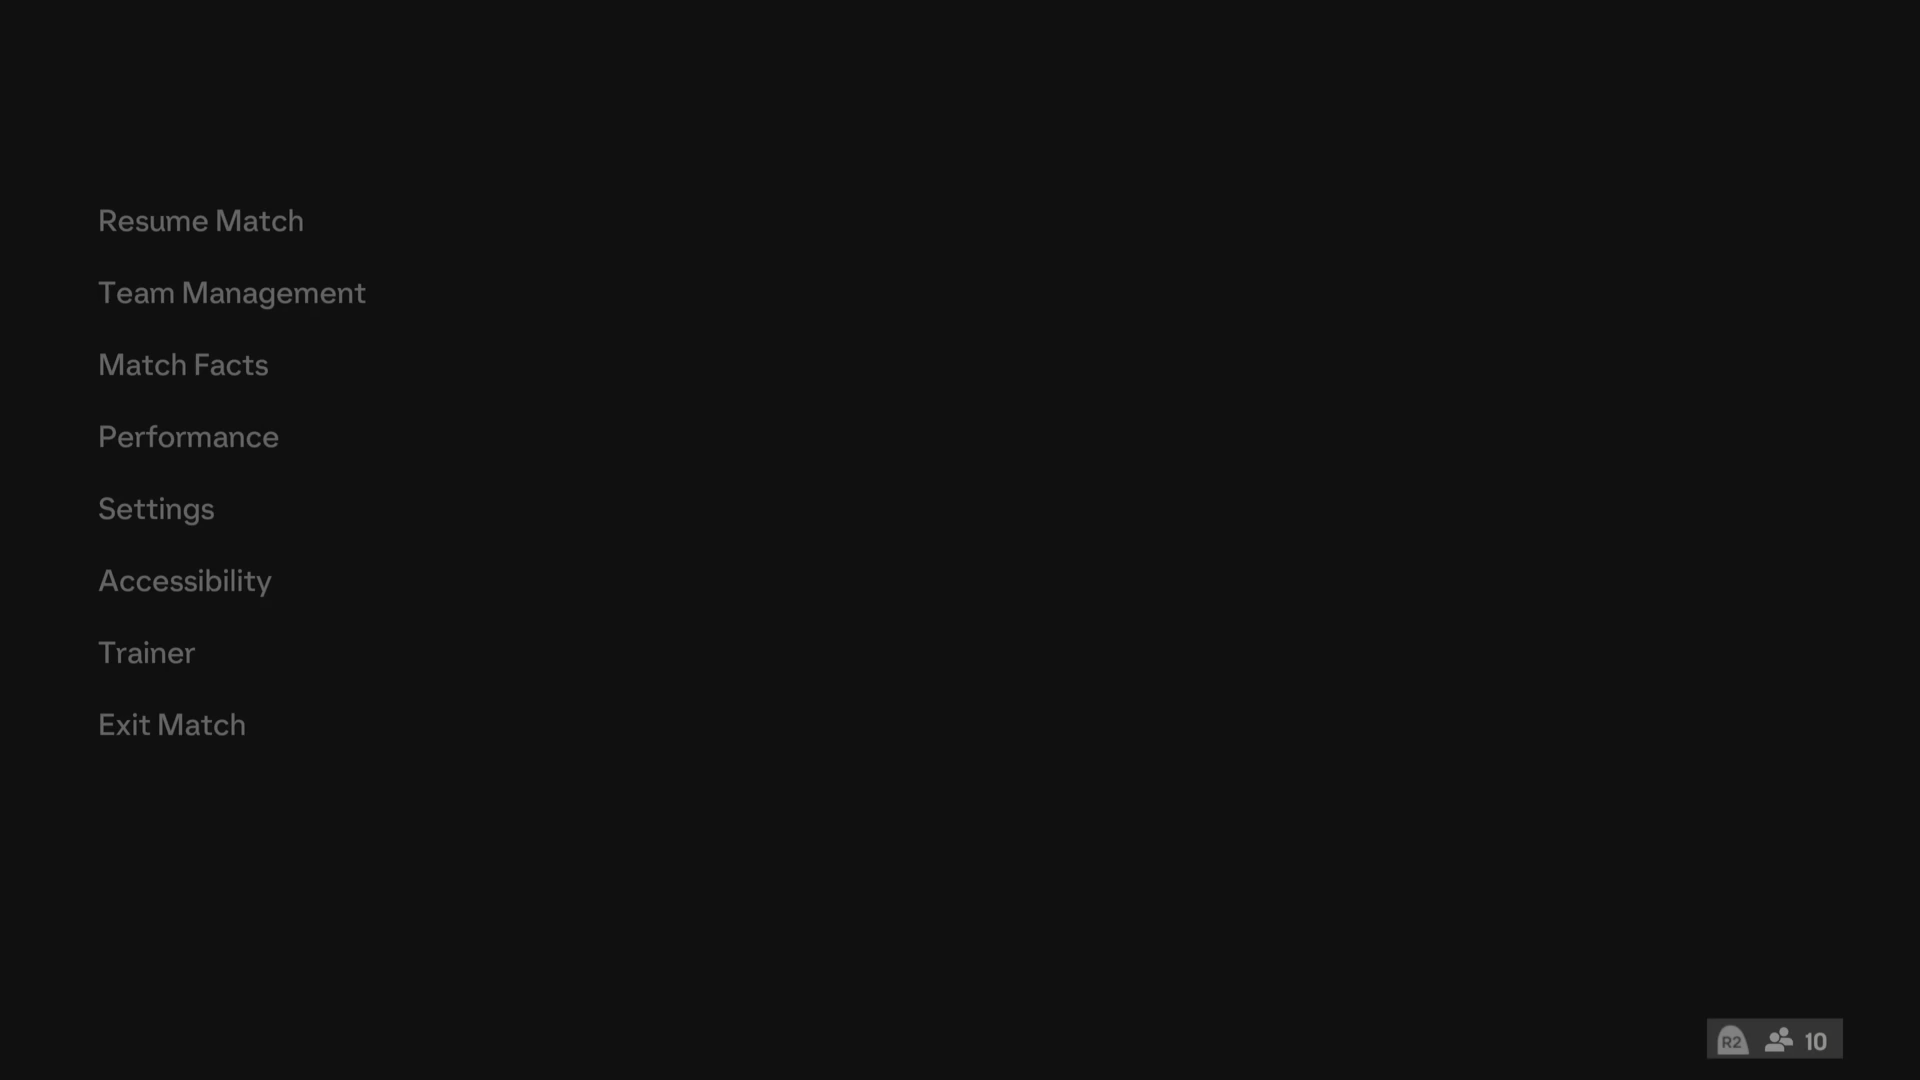 Resume Match
Team Management
Match Facts
Performance
Settings
Accessibility
Trainer
Exit Match
R2 10